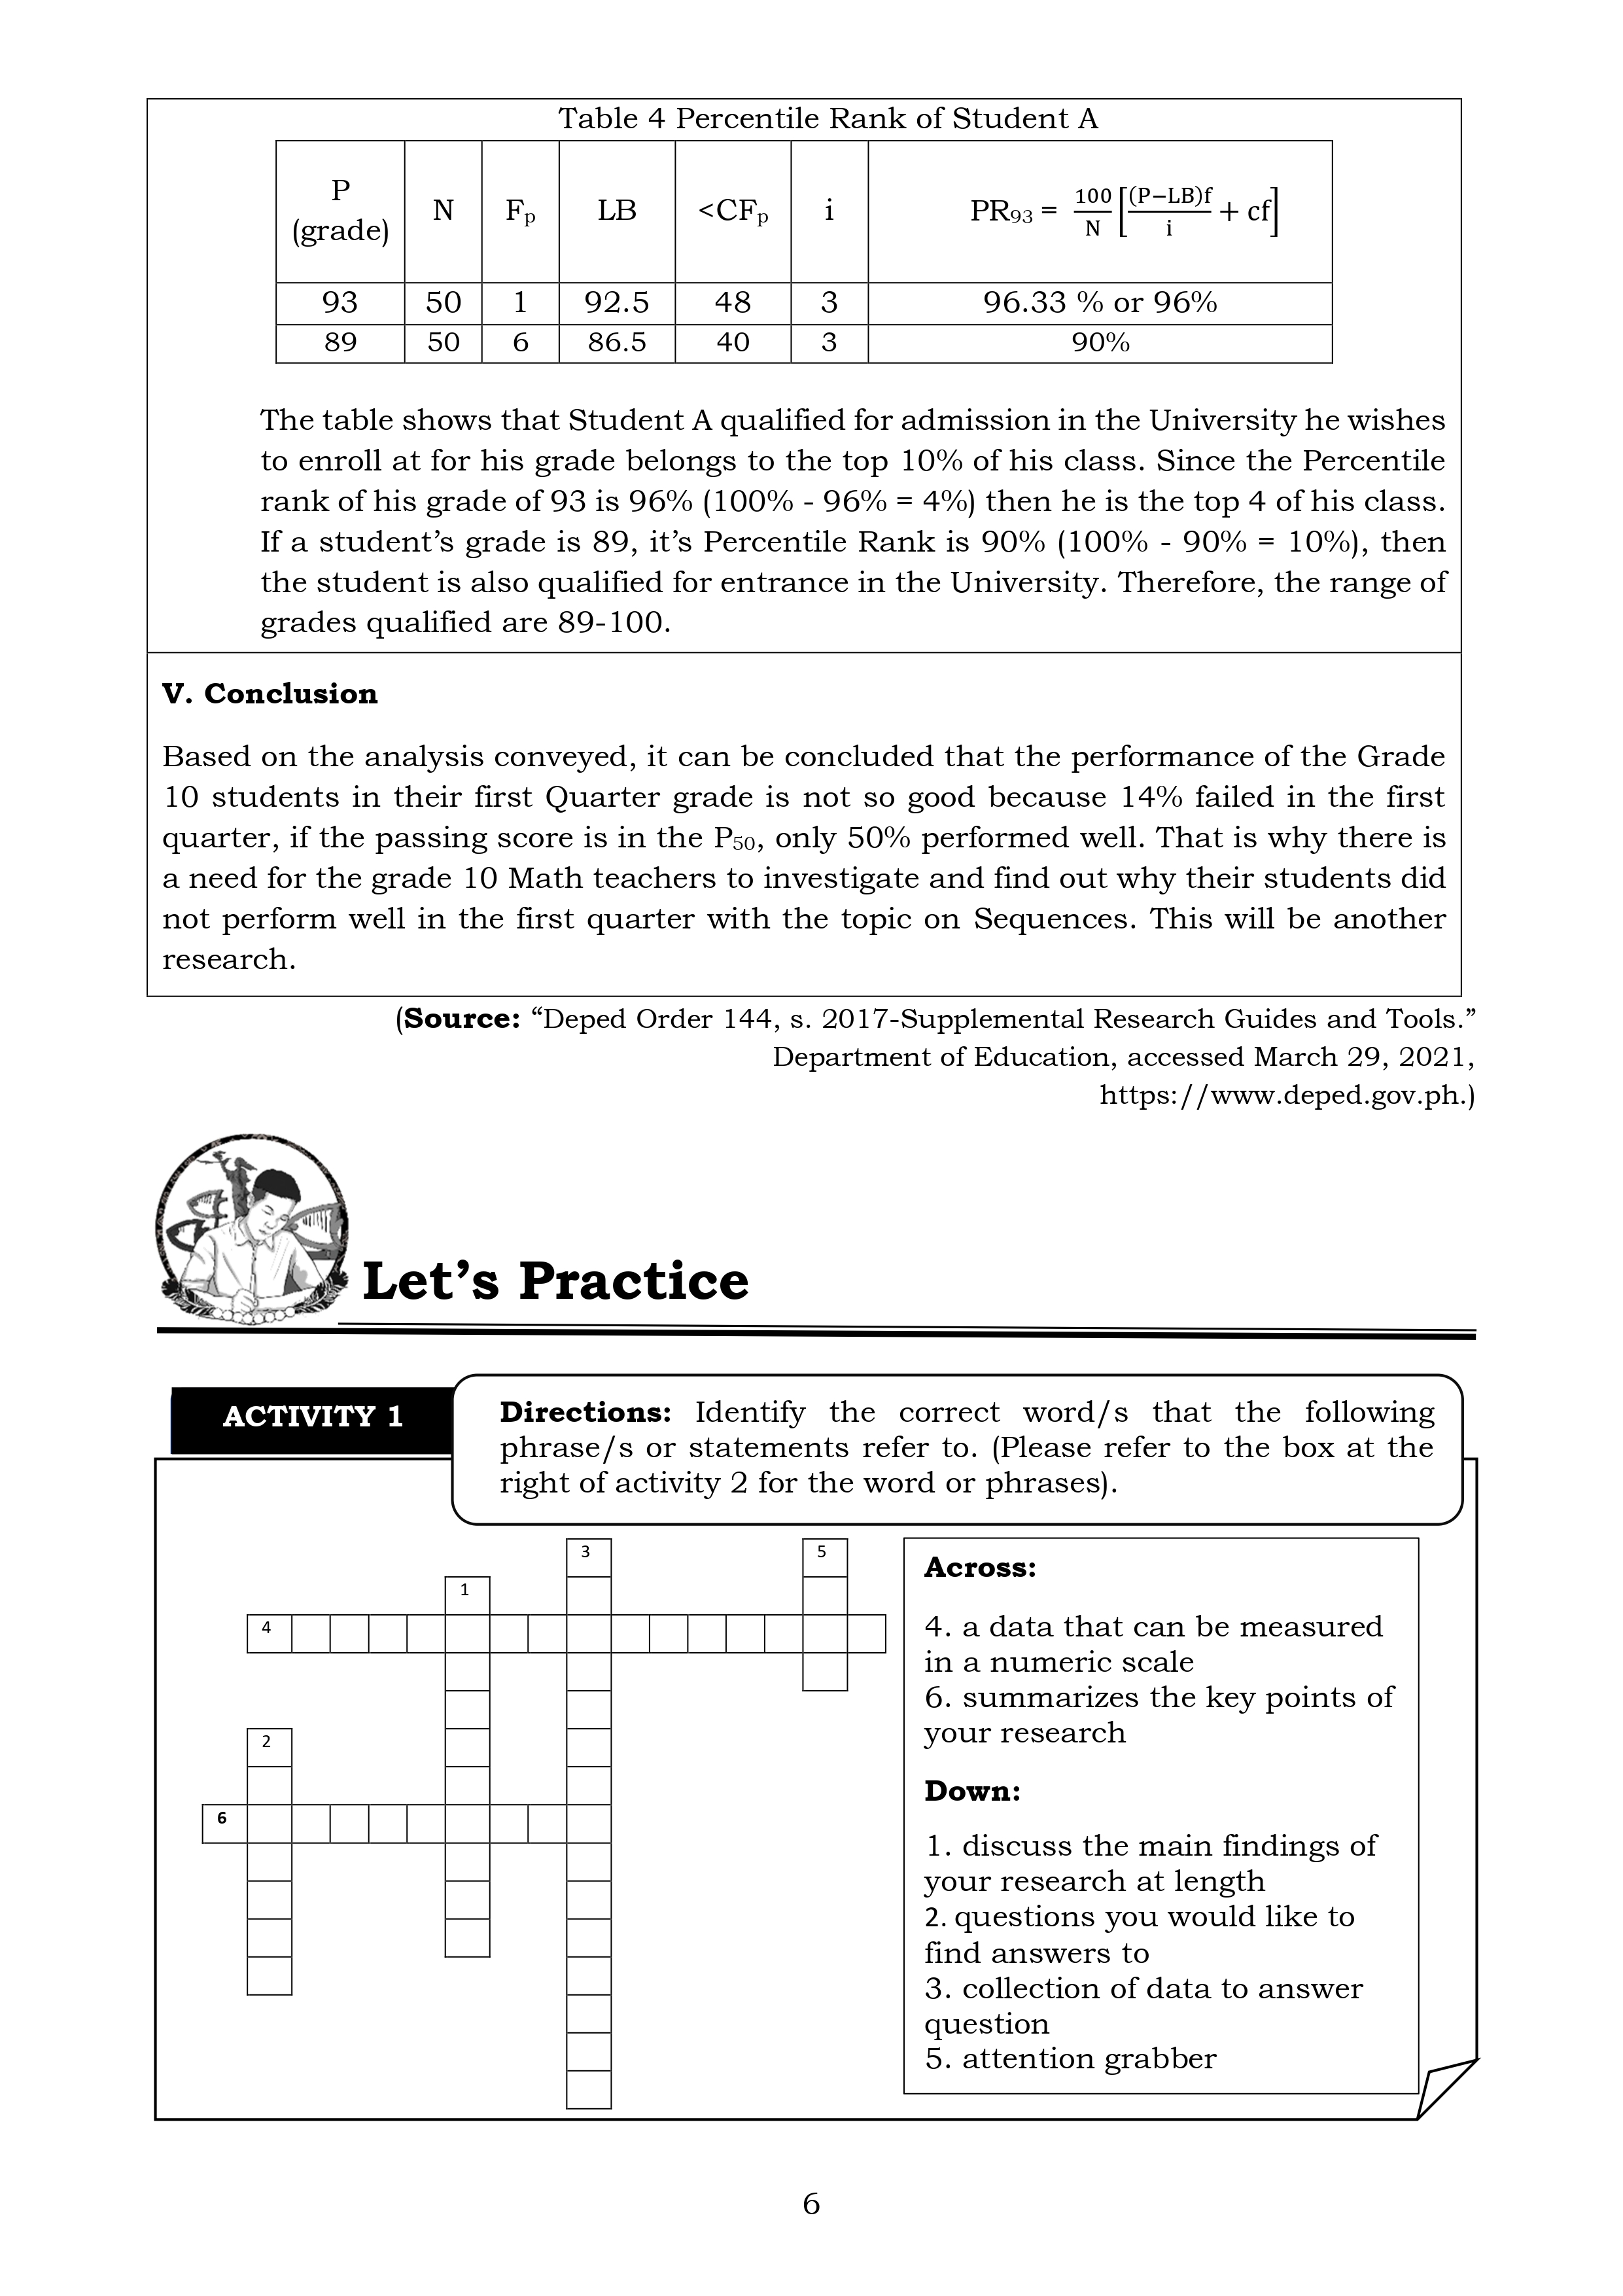 Table 4 Percentile Rank of Student A
P (grade) N Fp LB <CFp i PR93 = 100/N [(P−LB)f/i + cf]
93 50 1 92.5 48 3 96.33 % or 96%
89 50 6 86.5 40 3 90%
The table shows that Student A qualified for admission in the University he wishes
to enroll at for his grade belongs to the top 10% of his class. Since the Percentile
rank of his grade of 93 is 96% (100% - 96% = 4%) then he is the top 4 of his class.
If a student’s grade is 89, it’s Percentile Rank is 90% (100% - 90% = 10%), then
the student is also qualified for entrance in the University. Therefore, the range of
grades qualified are 89-100.
V. Conclusion
Based on the analysis conveyed, it can be concluded that the performance of the Grade
10 students in their first Quarter grade is not so good because 14% failed in the first
quarter, if the passing score is in the P50, only 50% performed well. That is why there is
a need for the grade 10 Math teachers to investigate and find out why their students did
not perform well in the first quarter with the topic on Sequences. This will be another
research.
(Source: “Deped Order 144, s. 2017-Supplemental Research Guides and Tools.”
Department of Education, accessed March 29, 2021,
https://www.deped.gov.ph.)
Let’s Practice
ACTIVITY 1
Directions: Identify the correct word/s that the following
phrase/s or statements refer to. (Please refer to the box at the
right of activity 2 for the word or phrases).
3 5
1
4
2
6
Across:
4. a data that can be measured
in a numeric scale
6. summarizes the key points of
your research
Down:
1. discuss the main findings of
your research at length
2. questions you would like to
find answers to
3. collection of data to answer
question
5. attention grabber
6